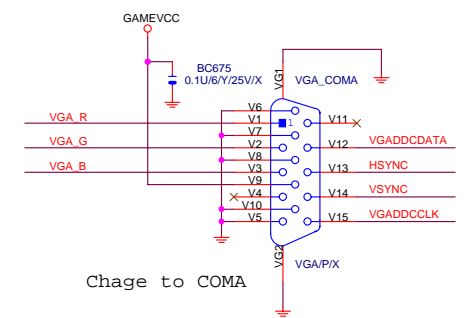 GAMEVCC
BC675
0.1U/6/Y/25V/X
VG1
VGA_COMA
V6
VGA_R
V1
1
V11
V7
VGA_G
V2
V12
VGADDCDATA
V8
VGA_B
V3
V13
HSYNC
V9
V4
V14
VSYNC
V10
V5
V15
VGADDCCLK
VG2
VGA/P/X
Chage to COMA